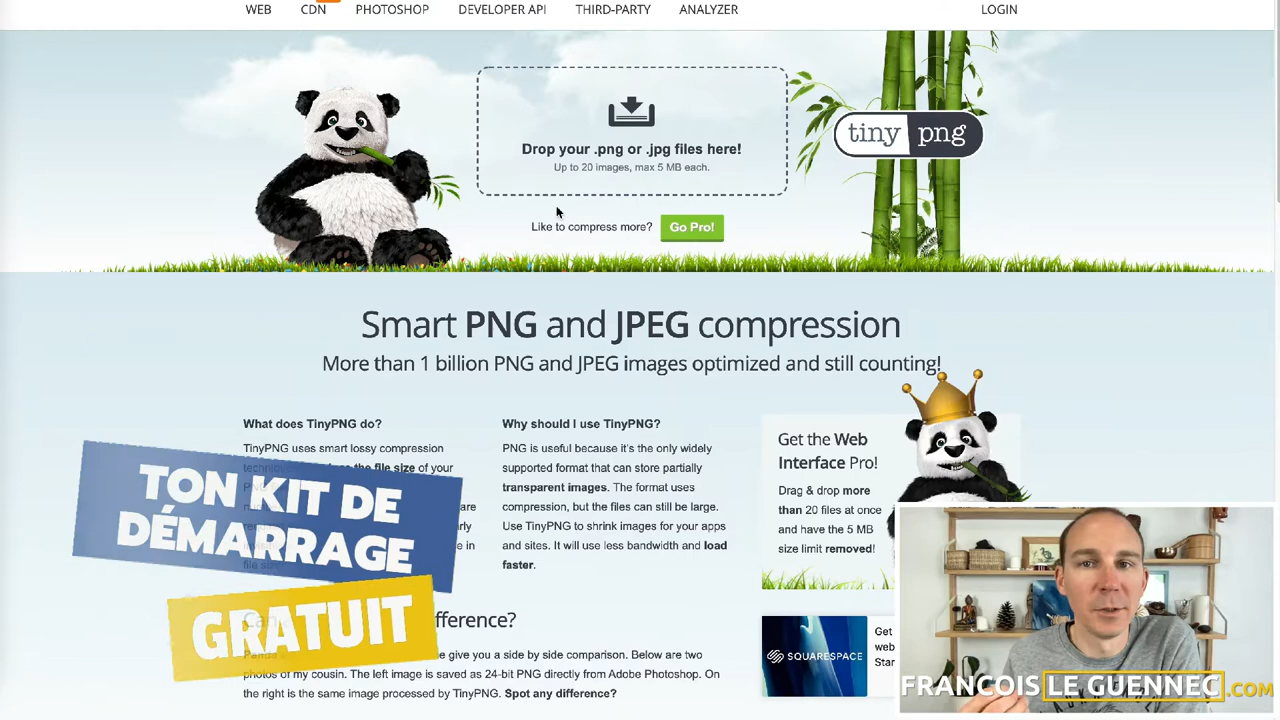 WEB CDN PHOTOSHOP DEVELOPER API THIRD-PARTY ANALYZER LOGIN
Drop your .png or .jpg files here!
Up to 20 images, max 5 MB each.
tiny png
Like to compress more? Go Pro!
Smart PNG and JPEG compression
More than 1 billion PNG and JPEG images optimized and still counting!
What does TinyPNG do?
TinyPNG uses smart lossy compression
the file size of your
Why should I use TinyPNG?
PNG is useful because it's the only widely
supported format that can store partially
transparent images. The format uses
compression, but the files can still be large.
Use TinyPNG to shrink images for your apps
and sites. It will use less bandwidth and load
faster.
Get the Web
Interface Pro!
Drag & drop more
than 20 files at once
and have the 5 MB
size limit removed!
TON KIT DE
DÉMARRAGE
GRATUIT
fference?
give you a side by side comparison. Below are two
photos of my cousin. The left image is saved as 24-bit PNG directly from Adobe Photoshop. On
the right is the same image processed by TinyPNG. Spot any difference?
SQUARESPACE
Get
web
Star
FRANCOIS LE GUENNEC .COM